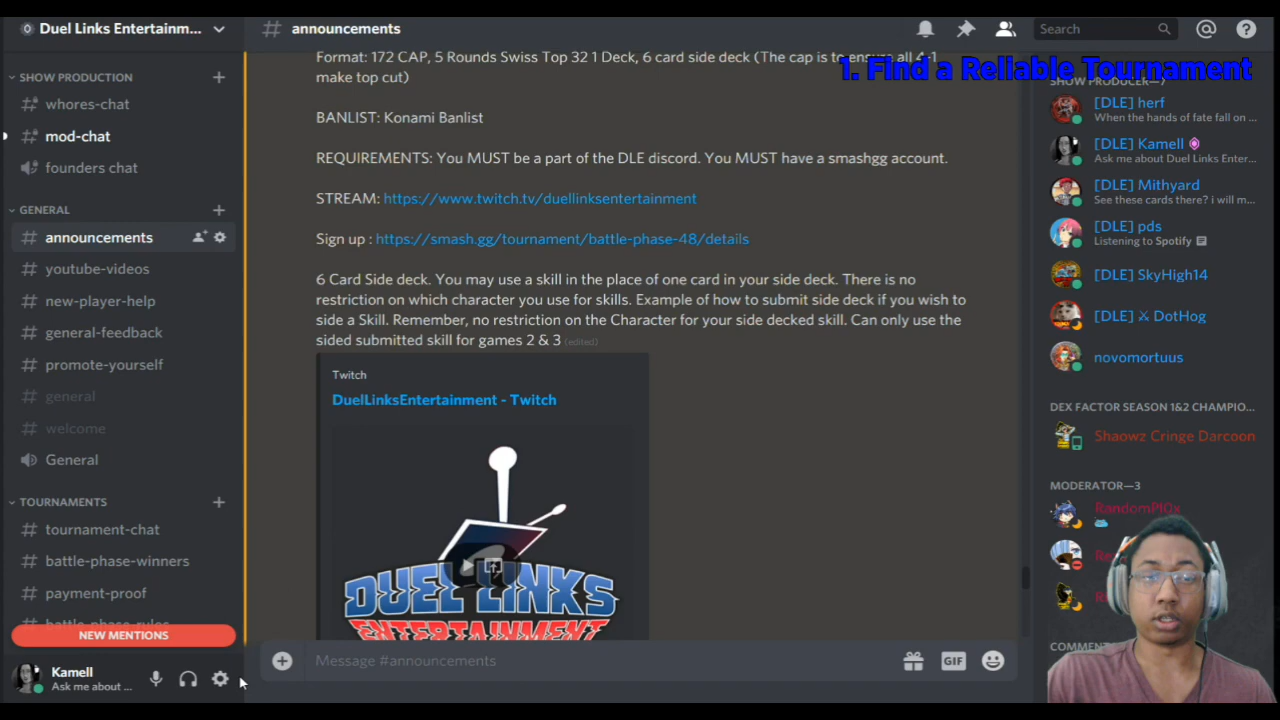 Duel Links Entertainm...
SHOW PRODUCTION
whores-chat
mod-chat
founders chat
GENERAL
announcements
youtube-videos
new-player-help
general-feedback
promote-yourself
general
welcome
General
TOURNAMENTS
tournament-chat
battle-phase-winners
payment-proof
battle-phase-rules
NEW MENTIONS
Kamell
Ask me about ...
announcements
Search
1. Find a Reliable Tournament
Format: 172 CAP, 5 Rounds Swiss Top 32 1 Deck, 6 card side deck (The cap is to ensure all 4-1
make top cut)
BANLIST: Konami Banlist
REQUIREMENTS: You MUST be a part of the DLE discord. You MUST have a smashgg account.
STREAM: https://www.twitch.tv/duellinksentertainment
Sign up : https://smash.gg/tournament/battle-phase-48/details
6 Card Side deck. You may use a skill in the place of one card in your side deck. There is no
restriction on which character you use for skills. Example of how to submit side deck if you wish to
side a Skill. Remember, no restriction on the Character for your side decked skill. Can only use the
sided submitted skill for games 2 & 3 (edited)
Twitch
DuelLinksEntertainment - Twitch
DUEL LINKS
ENTERTAINMENT
Message #announcements
GIF
SHOW PRODUCER—7
[DLE] herf
When the hands of fate fall on ...
[DLE] Kamell
Ask me about Duel Links Enter...
[DLE] Mithyard
See these cards there? i will m...
[DLE] pds
Listening to Spotify
[DLE] SkyHigh14
[DLE] ⚔ DotHog
novomortuus
DEX FACTOR SEASON 1&2 CHAMPIO...
Shaowz Cringe Darcoon
MODERATOR—3
RandomPl0x